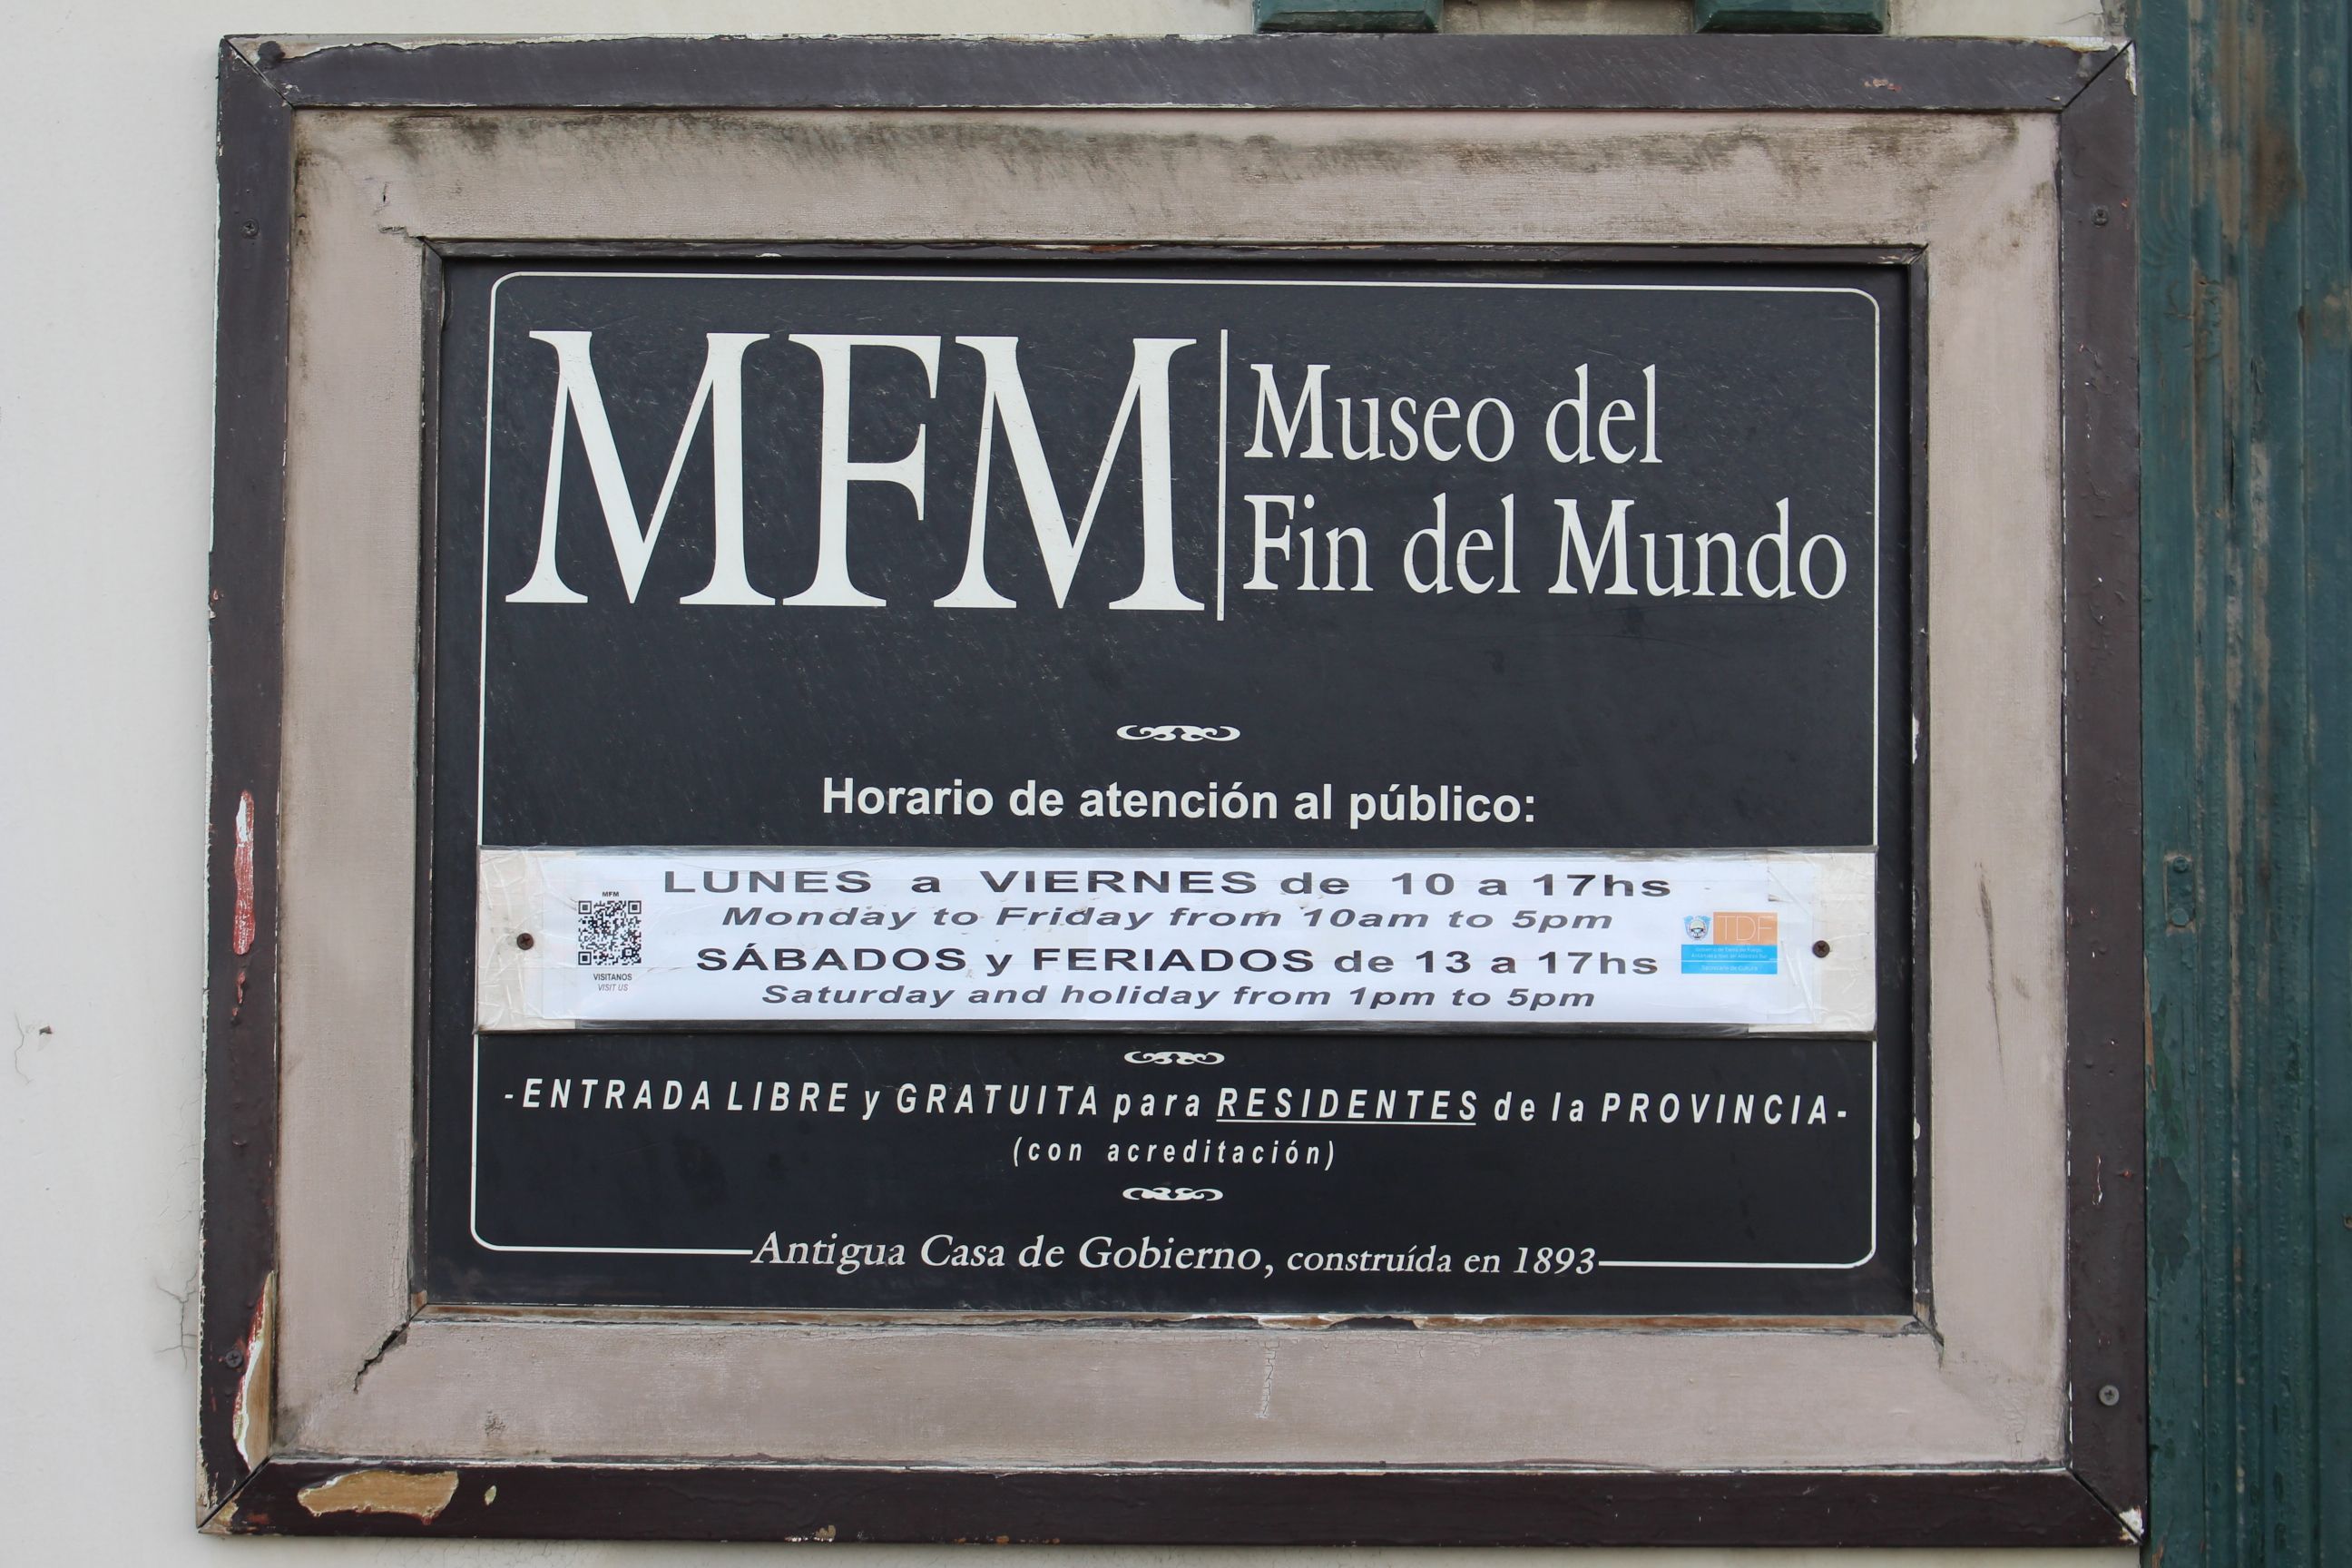 MFM
Museo del
Fin del Mundo
Horario de atención al público:
LUNES a VIERNES de 10 a 17hs
Monday to Friday from 10am to 5pm
SÁBADOS y FERIADOS de 13 a 17hs
Saturday and holiday from 1pm to 5pm
MFM
VISITANOS
VISIT US
TDF
-ENTRADA LIBRE y GRATUITA para RESIDENTES de la PROVINCIA-
(con acreditación)
Antigua Casa de Gobierno, construída en 1893